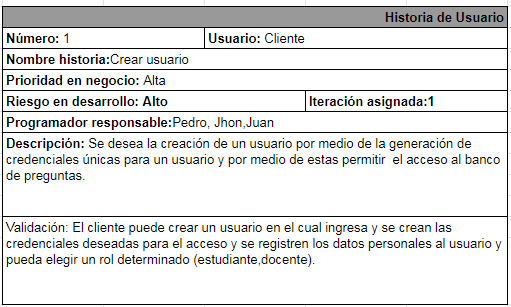 Historia de Usuario
Número: 1 Usuario: Cliente
Nombre historia:Crear usuario
Prioridad en negocio: Alta
Riesgo en desarrollo: Alto Iteración asignada:1
Programador responsable:Pedro, Jhon,Juan
Descripción: Se desea la creación de un usuario por medio de la generación de
credenciales únicas para un usuario y por medio de estas permitir el acceso al banco
de preguntas.
Validación: El cliente puede crear un usuario en el cual ingresa y se crean las
credenciales deseadas para el acceso y se registren los datos personales al usuario y
pueda elegir un rol determinado (estudiante,docente).